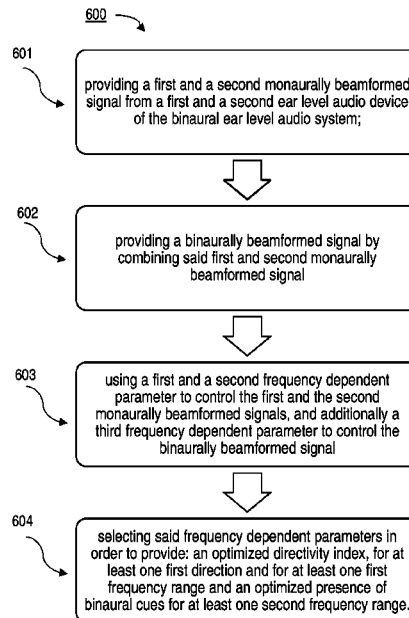 600
601
providing a first and a second monaurally beamformed
signal from a first and a second ear level audio device
of the binaural ear level audio system;
602
providing a binaurally beamformed signal by
combining said first and second monaurally
beamformed signal
603
using a first and a second frequency dependent
parameter to control the first and the second
monaurally beamformed signals, and additionally a
third frequency dependent parameter to control the
binaurally beamformed signal
604
selecting said frequency dependent parameters in
order to provide: an optimized directivity index, for at
least one first direction and for at least one first
frequency range and an optimized presence of
binaural cues for at least one second frequency range.